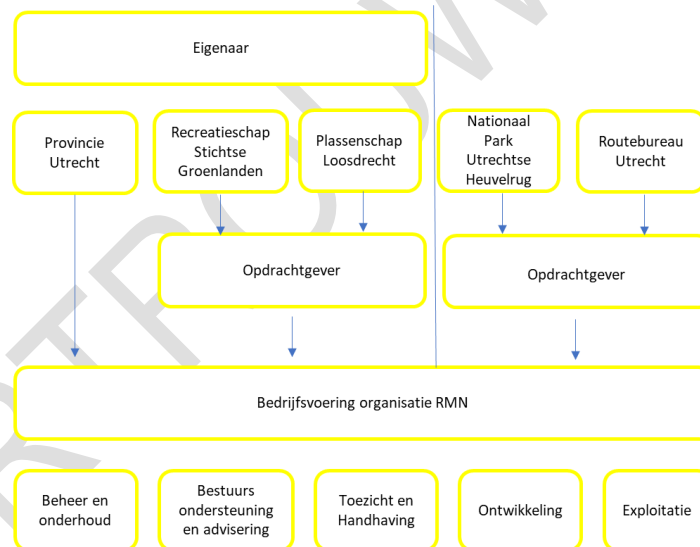 Eigenaar
Provincie
Utrecht
Recreatieschap
Stichtse
Groenlanden
Plassenschap
Loosdrecht
Nationaal
Park
Utrechtse
Heuvelrug
Routebureau
Utrecht
Opdrachtgever
Opdrachtgever
Bedrijfsvoering organisatie RMN
Beheer en
onderhoud
Bestuurs
ondersteuning
en advisering
Toezicht en
Handhaving
Ontwikkeling
Exploitatie